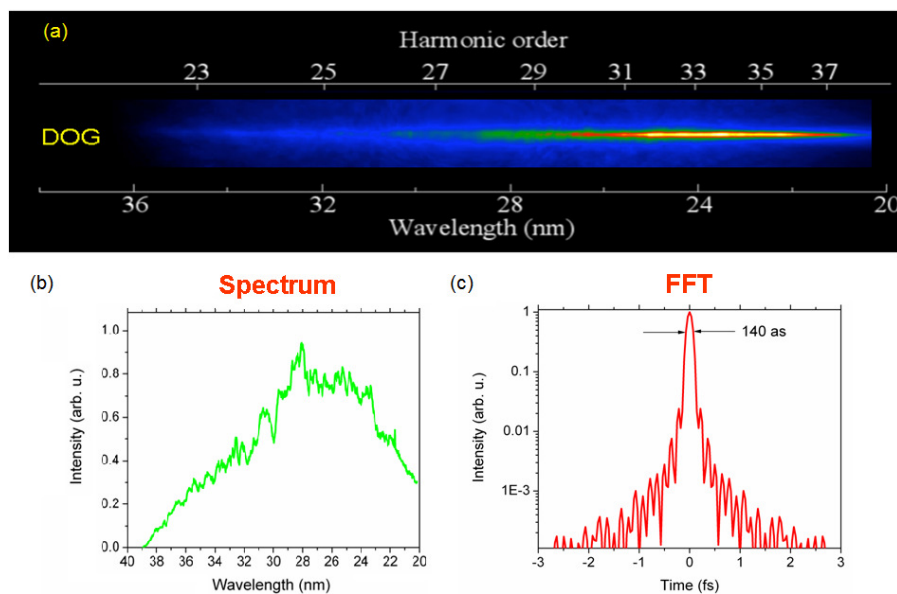 (a)
Harmonic order
23 25 27 29 31 33 35 37
DOG
36 32 28 24 20
Wavelength (nm)
(b) Spectrum
(c) FFT
Intensity (arb. u.)
1.0
0.8
0.6
0.4
0.2
0.0
40 38 36 34 32 30 28 26 24 22 20
Wavelength (nm)
Intensity (arb. u.)
1
0.1
0.01
1E-3
140 as
-3 -2 -1 0 1 2 3
Time (fs)